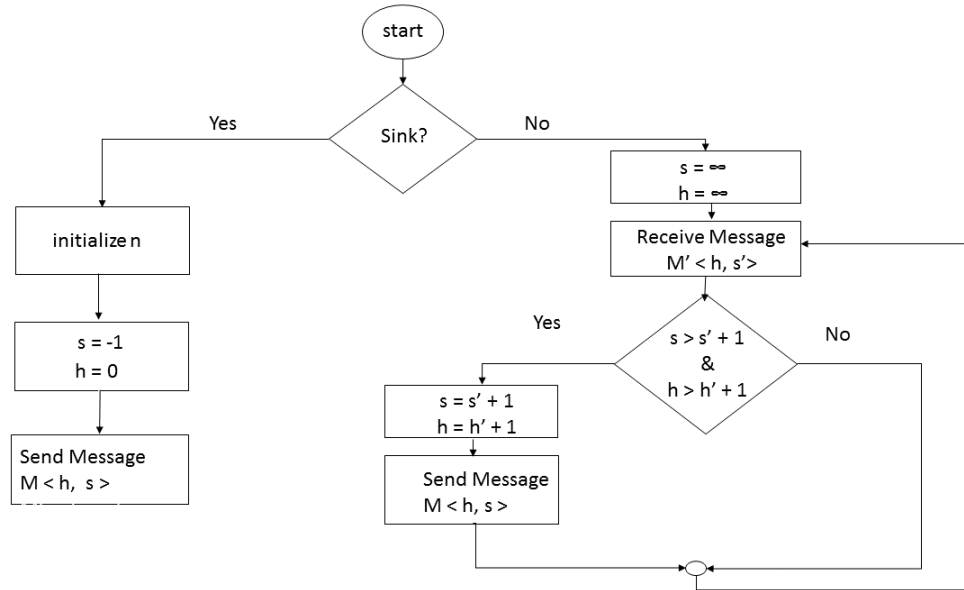 start
Sink?
Yes
No
initialize n
s = -1
h = 0
Send Message
M < h, s >
s = ∞
h = ∞
Receive Message
M’ < h, s’>
s > s’ + 1
&
h > h’ + 1
Yes
No
s = s’ + 1
h = h’ + 1
Send Message
M < h, s >